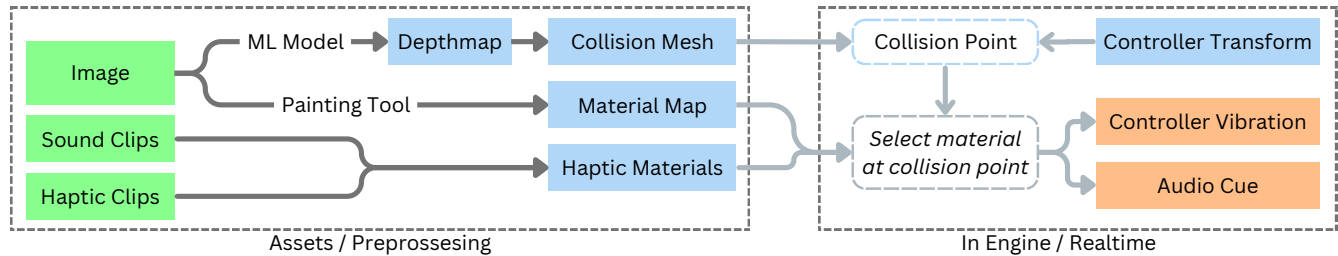 Image
ML Model
Depthmap
Collision Mesh
Painting Tool
Material Map
Sound Clips
Haptic Clips
Haptic Materials
Assets / Preprossesing
Collision Point
Controller Transform
Select material
at collision point
Controller Vibration
Audio Cue
In Engine / Realtime